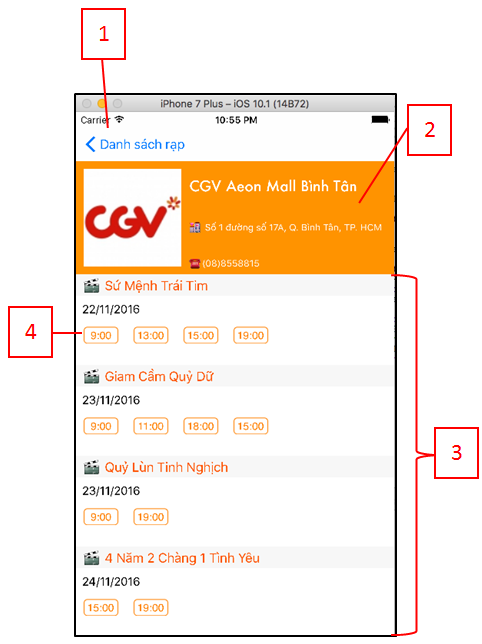 1
iPhone 7 Plus – iOS 10.1 (14B72)
Carrier 10:55 PM
2
Danh sách rạp
CGV
CGV Aeon Mall Bình Tân
Số 1 đường số 17A, Q. Bình Tân, TP. HCM
(08)8558815
Sứ Mệnh Trái Tim
22/11/2016
4
9:00 13:00 15:00 19:00
Giam Cầm Quỷ Dữ
23/11/2016
9:00 11:00 18:00 15:00
3
Quỷ Lùn Tinh Nghịch
23/11/2016
9:00 19:00
4 Năm 2 Chàng 1 Tình Yêu
24/11/2016
15:00 19:00